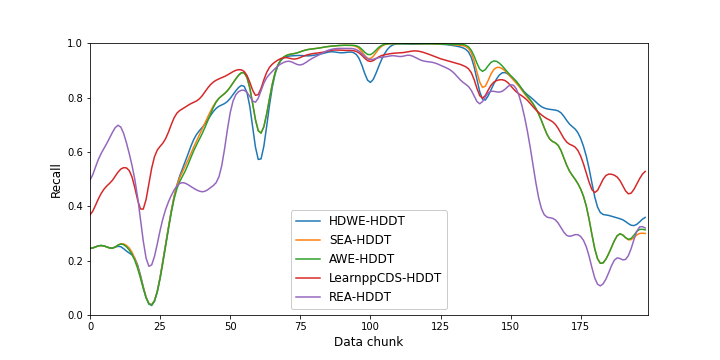 1.0
0.8
0.6
0.4
0.2
0.0
Recall
HDWE-HDDT
SEA-HDDT
AWE-HDDT
LearnppCDS-HDDT
REA-HDDT
0 25 50 75 100 125 150 175
Data chunk